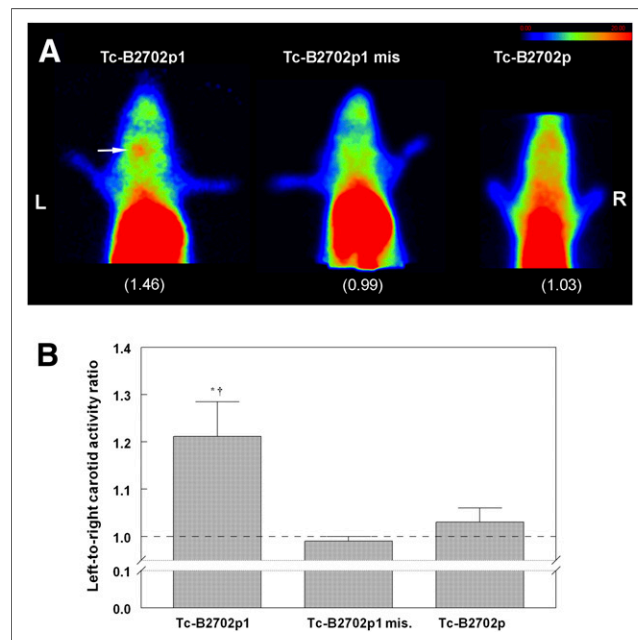 A
Tc-B2702p1
Tc-B2702p1 mis
Tc-B2702p
L
R
(1.46)
(0.99)
(1.03)
B
Left-to-right carotid activity ratio
1.4
* †
1.3
1.2
1.1
1.0
0.1
0.0
Tc-B2702p1
Tc-B2702p1 mis.
Tc-B2702p